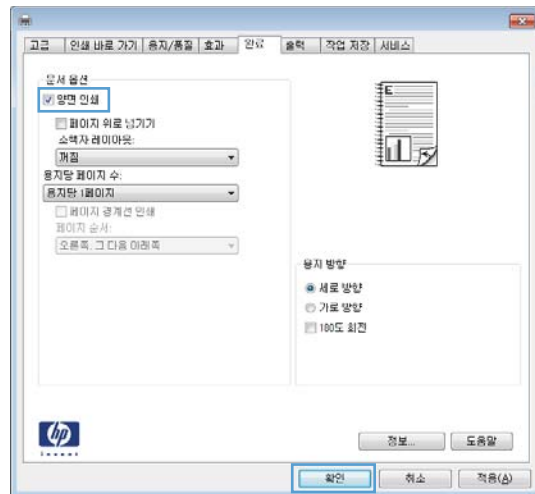 고급 인쇄 바로 가기 용지/품질 효과 완료 출력 작업 저장 서비스
문서 옵션
양면 인쇄
페이지 위로 넘기기
소책자 레이아웃:
꺼짐
용지당 페이지 수:
용지당 1페이지
페이지 경계선 인쇄
페이지 순서:
오른쪽, 그 다음 아래쪽
E
용지 방향
세로 방향
가로 방향
180도 회전
hp
invent
정보... 도움말
확인 취소 적용(A)